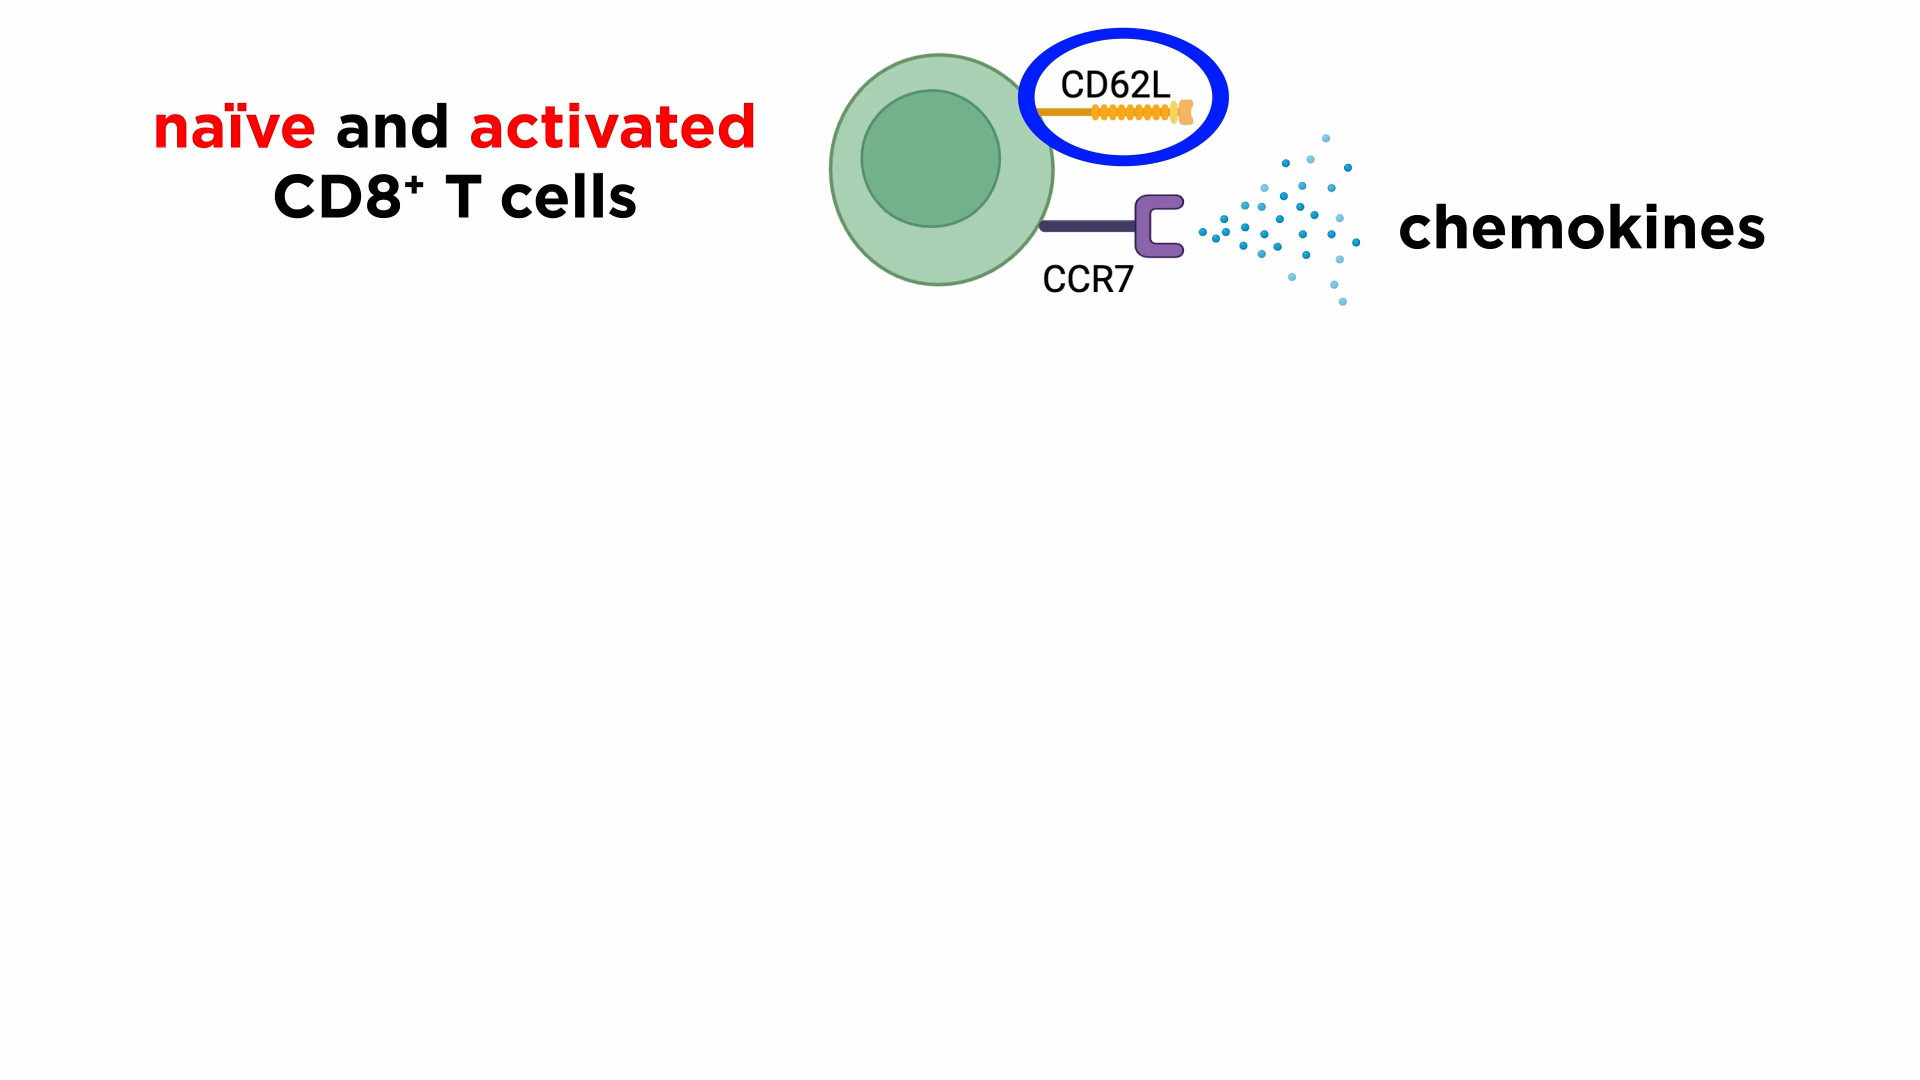 naïve and activated
CD8⁺ T cells
CD62L
CCR7
chemokines